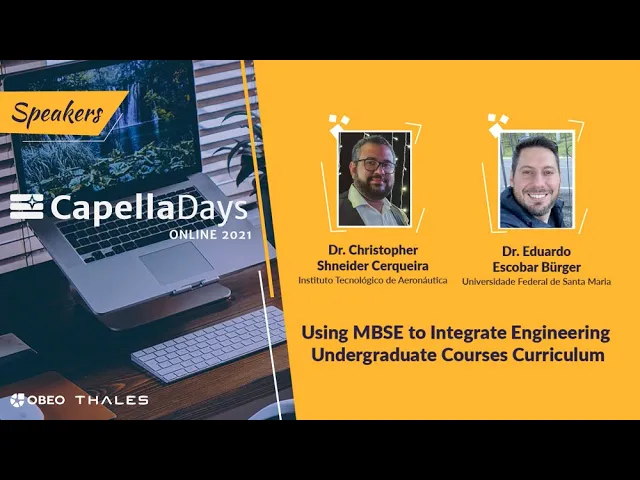 Speakers
CapellaDays
ONLINE 2021
OBEO THALES
Dr. Christopher
Shneider Cerqueira
Instituto Tecnológico de Aeronáutica
Dr. Eduardo
Escobar Bürger
Universidade Federal de Santa Maria
Using MBSE to Integrate Engineering
Undergraduate Courses Curriculum